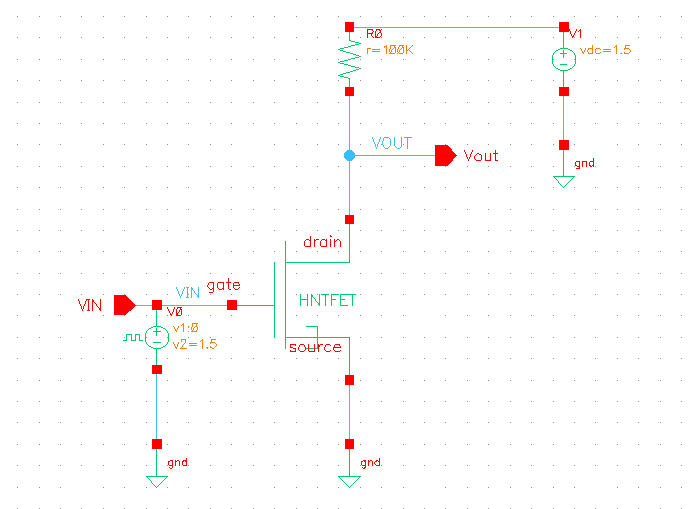 R0
r=100K
V1
vdc=1.5
VOUT
Vout
gnd
drain
gate
VIN
VIN
HNTFET
V0
v1:0
v2=1.5
source
gnd
gnd